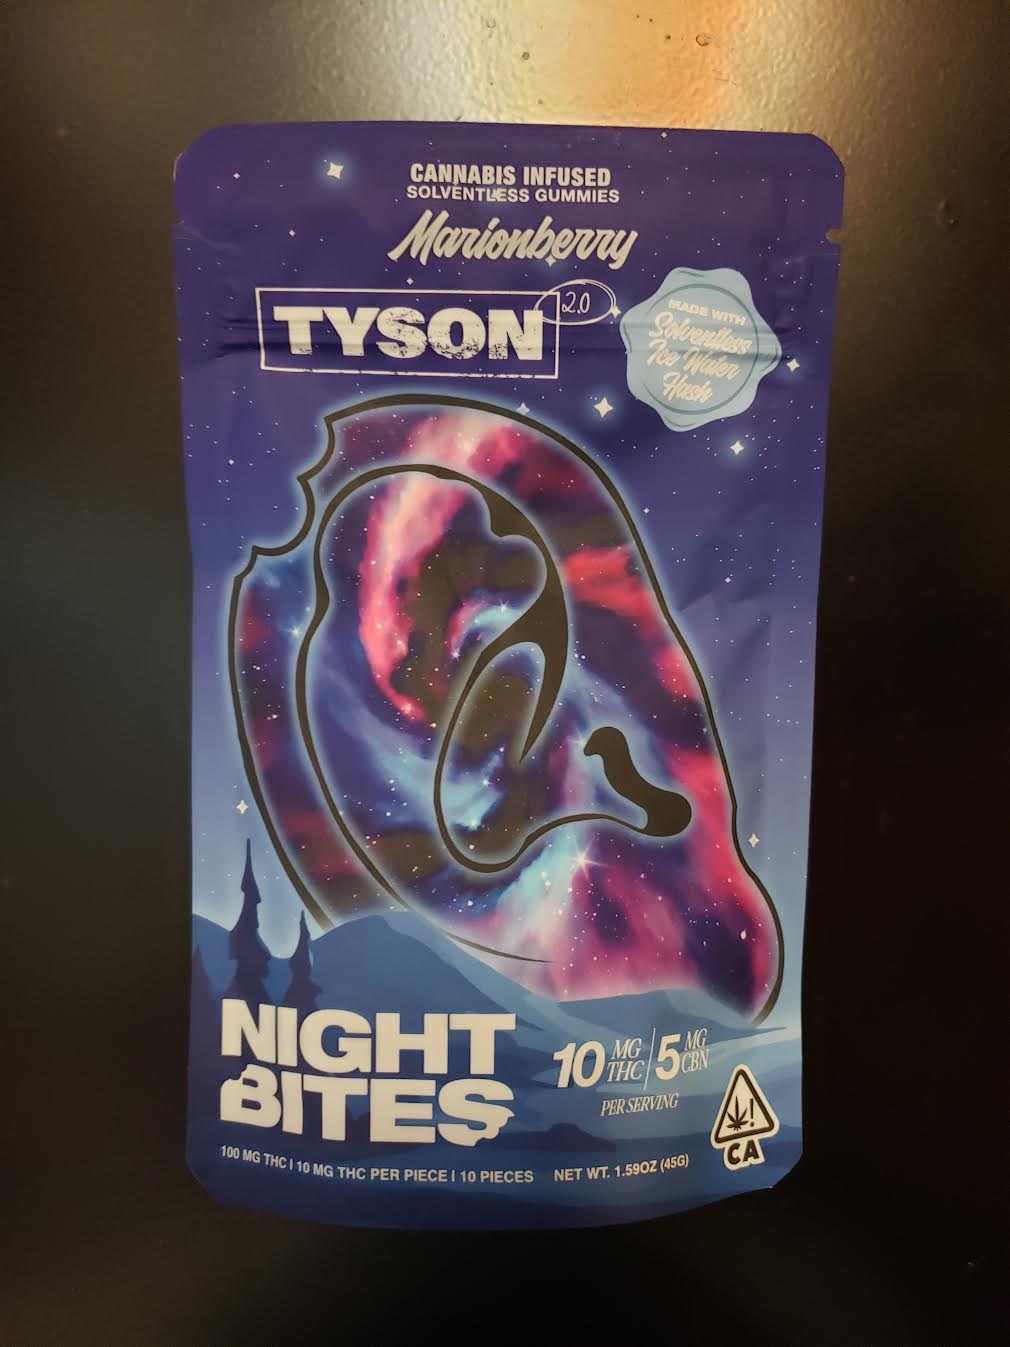 CANNABIS INFUSED
SOLVENTLESS GUMMIES
Marionberry
TYSON 2.0
MADE WITH
Solventless
Ice Water
Hash
NIGHT
BITES
10 MG THC | 5 MG CBN
PER SERVING
CA
100 MG THC | 10 MG THC PER PIECE | 10 PIECES NET WT. 1.59OZ (45G)